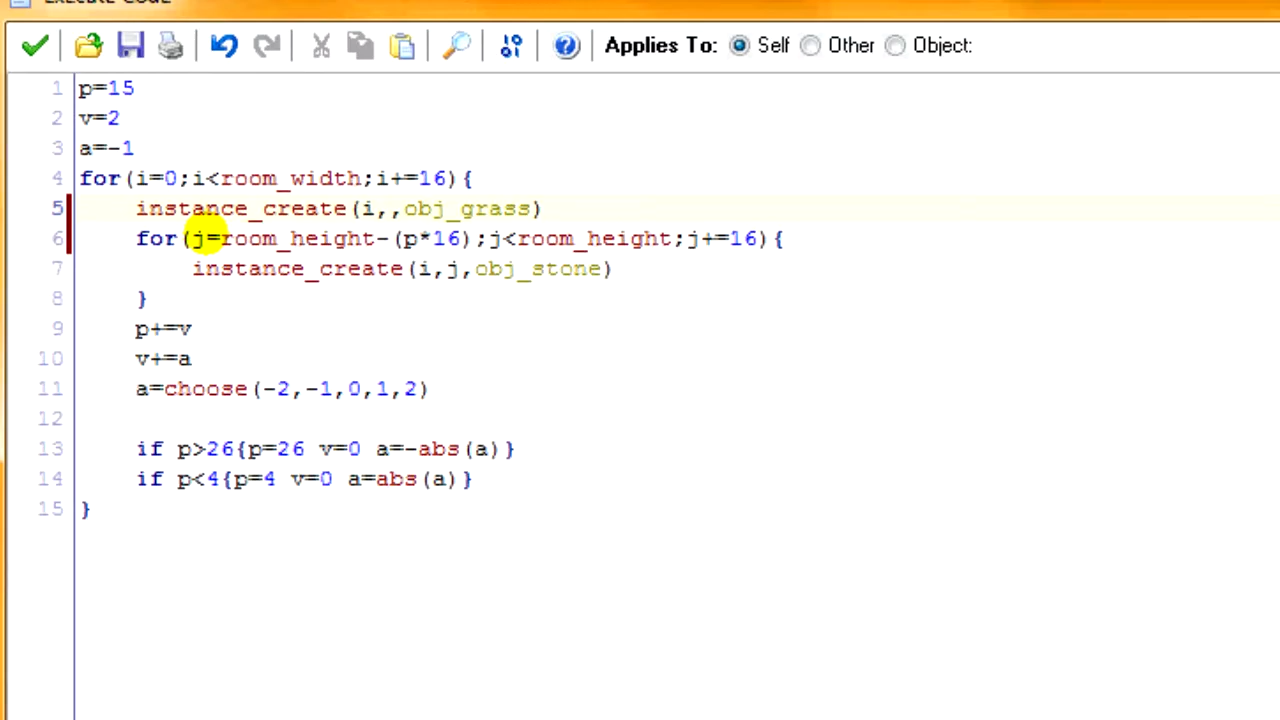 Execute Code
Applies To: Self Other Object:
1 p=15
2 v=2
3 a=-1
4 for(i=0;i<room_width;i+=16){
5 instance_create(i,,obj_grass)
6 for(j=room_height-(p*16);j<room_height;j+=16){
7 instance_create(i,j,obj_stone)
8 }
9 p+=v
10 v+=a
11 a=choose(-2,-1,0,1,2)
12
13 if p>26{p=26 v=0 a=-abs(a)}
14 if p<4{p=4 v=0 a=abs(a)}
15 }